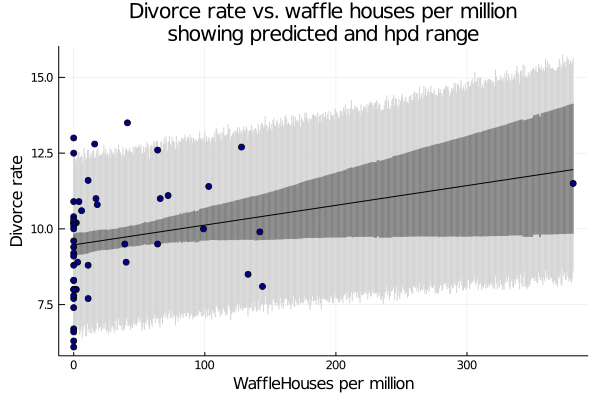 Divorce rate vs. waffle houses per million
showing predicted and hpd range
15.0
12.5
10.0
7.5
Divorce rate
0 100 200 300
WaffleHouses per million